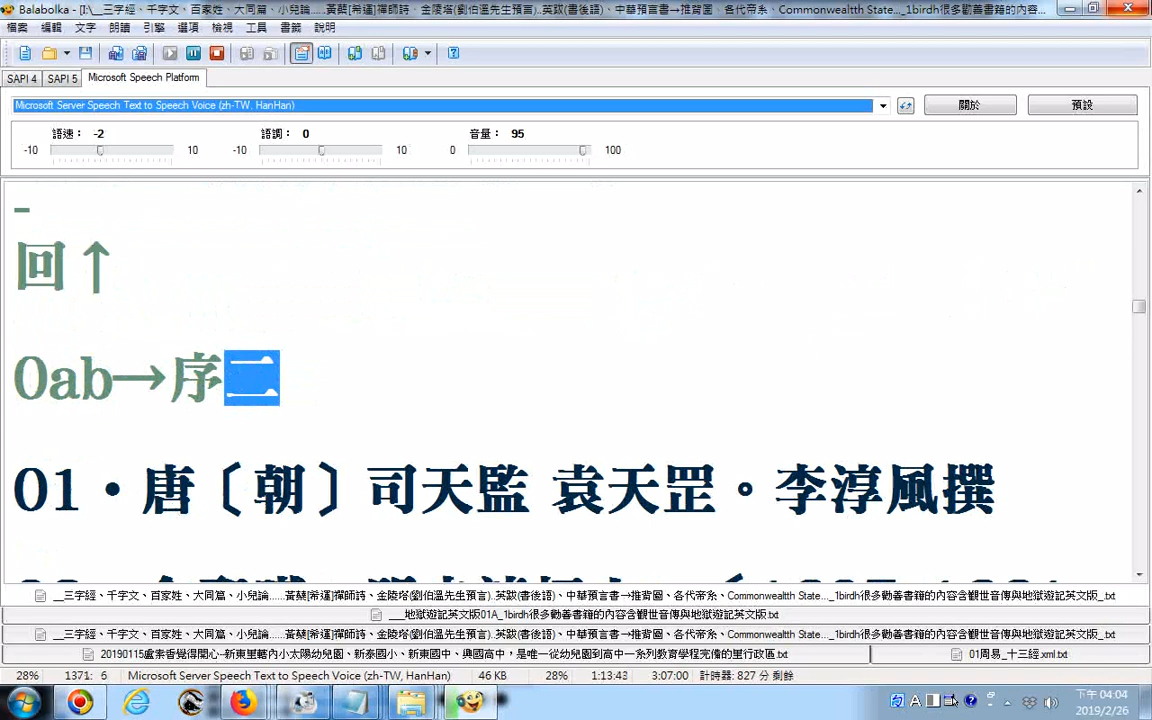 Balabolka - [I:\__三字經、千字文、百家姓、大同篇、小兒論......黃蘗[希運]禪師詩、金陵塔(劉伯溫先生預言)..英猷(書後語)、中華預言書→推背圖、各代帝系、Commonwealtth State..._1birdh很多勸善書籍的內容...
檔案 編輯 文字 朗讀 引擎 選項 檢視 工具 書籤 說明
SAPI 4 SAPI 5 Microsoft Speech Platform
Microsoft Server Speech Text to Speech Voice (zh-TW, HanHan) 關於 預設
語速： -2 語調： 0 音量： 95
-10 10 -10 10 0 100
-
回↑
0ab→序二
01・唐〔朝〕司天監 袁天罡。李淳風撰
__三字經、千字文、百家姓、大同篇、小兒論......黃蘗[希運]禪師詩、金陵塔(劉伯溫先生預言)..英猷(書後語)、中華預言書→推背圖、各代帝系、Commonwealtth State..._1birdh很多勸善書籍的內容含觀世音傳與地獄遊記英文版_.txt
___地獄遊記英文版01A_1birdh很多勸善書籍的內容含觀世音傳與地獄遊記英文版.txt
__三字經、千字文、百家姓、大同篇、小兒論......黃蘗[希運]禪師詩、金陵塔(劉伯溫先生預言)..英猷(書後語)、中華預言書→推背圖、各代帝系、Commonwealtth State..._1birdh很多勸善書籍的內容含觀世音傳與地獄遊記英文版_.txt
20190115盧素香覺得開心--新東里轄內小太陽幼兒園、新泰國小、新東國中、興國高中，是唯一從幼兒園到高中一系列教育學程完備的里行政區.txt 01周易_十三經.xml.txt
28% 1371: 6 Microsoft Server Speech Text to Speech Voice (zh-TW, HanHan) 46 KB 28% 1:13:43 3:07:00 計時器: 827 分 剩餘
下午 04:04
2019/2/26